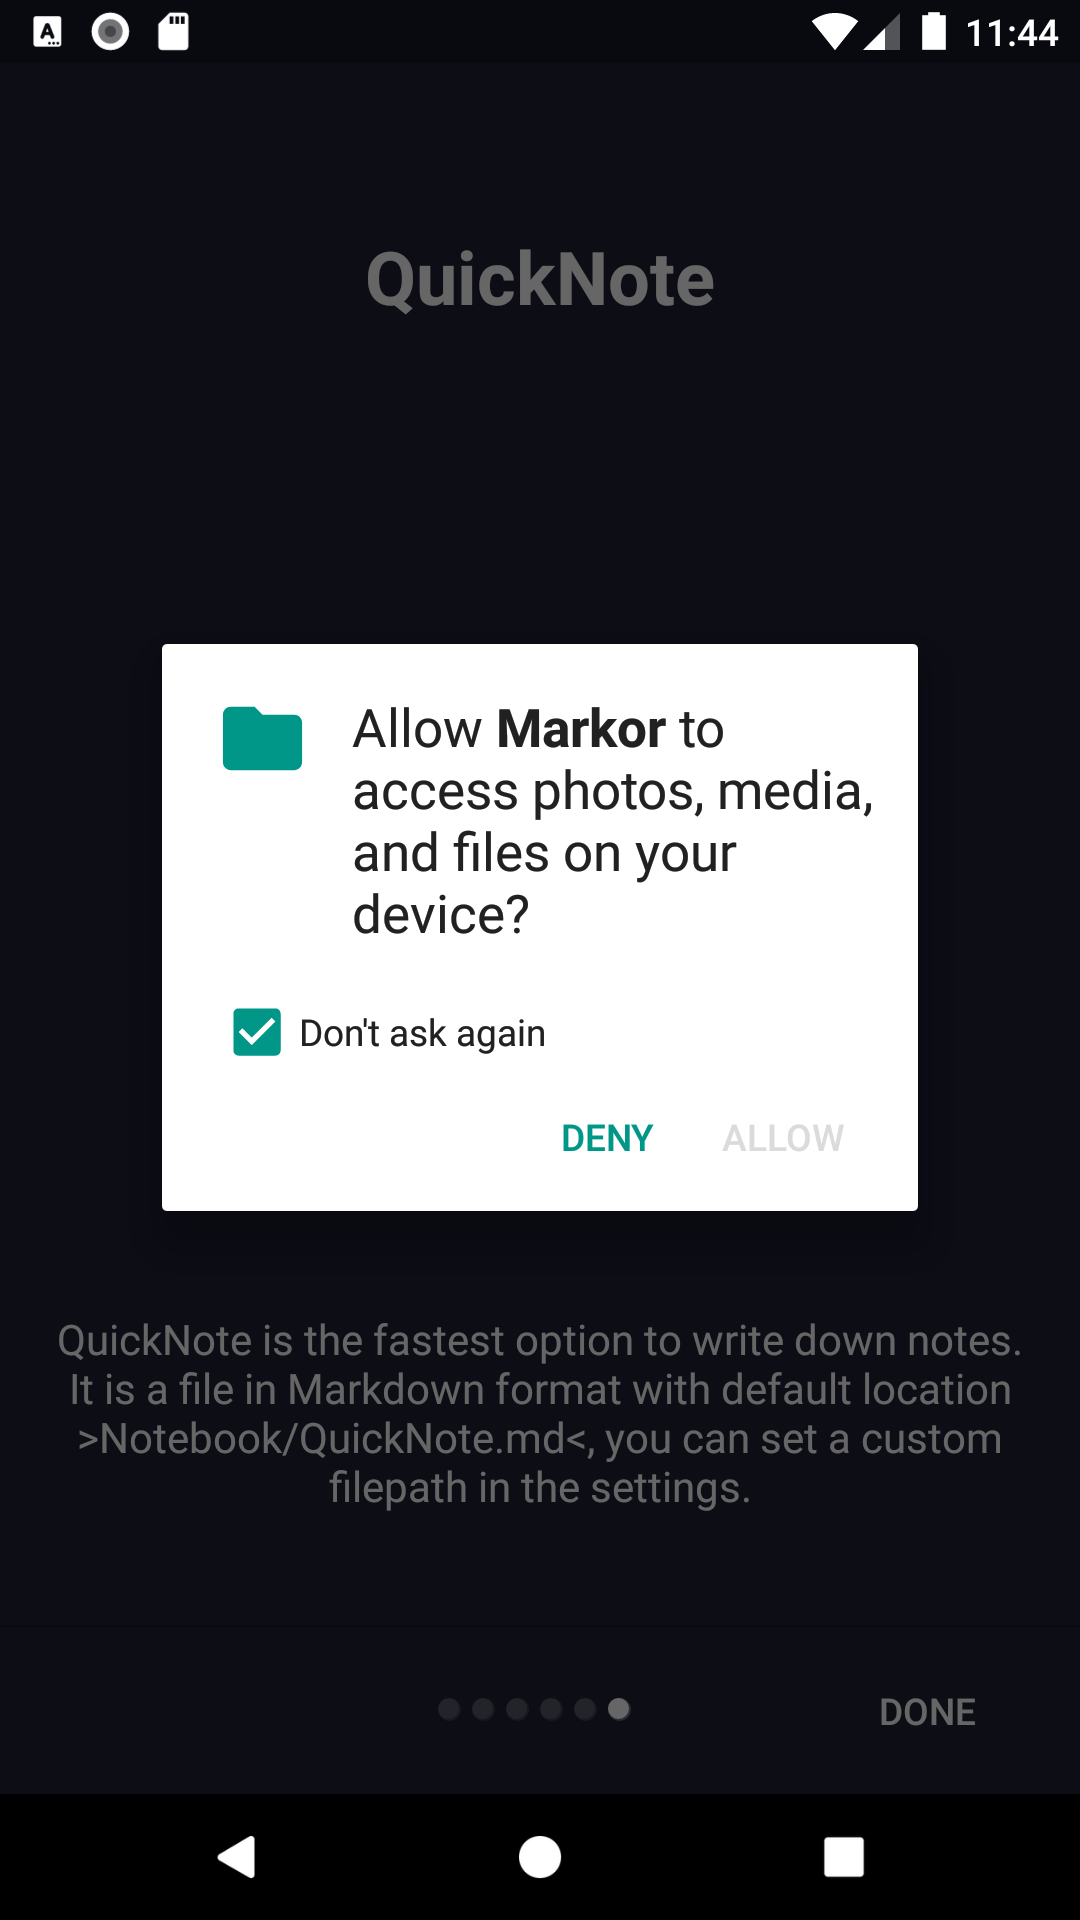 A
11:44
QuickNote
Allow Markor to
access photos, media,
and files on your
device?
Don't ask again
DENY
ALLOW
QuickNote is the fastest option to write down notes.
It is a file in Markdown format with default location
>Notebook/QuickNote.md<, you can set a custom
filepath in the settings.
DONE